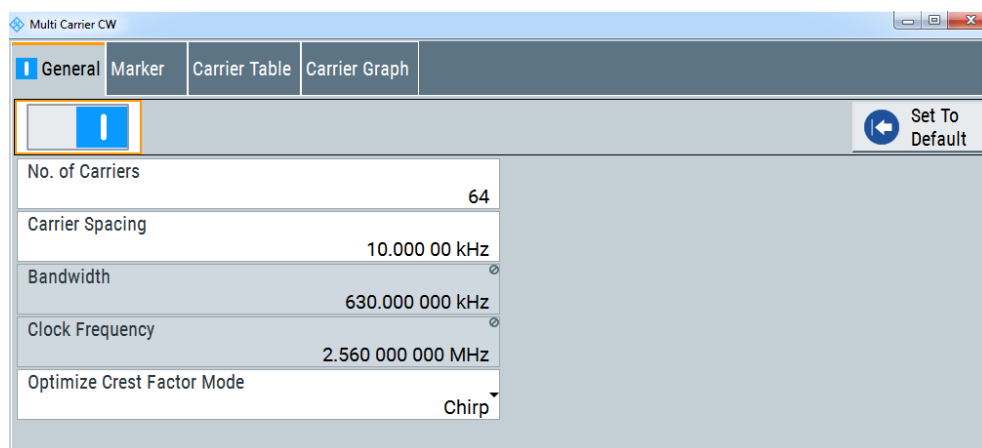 Multi Carrier CW
General Marker Carrier Table Carrier Graph
Set To
Default
No. of Carriers
64
Carrier Spacing
10.000 00 kHz
Bandwidth
630.000 000 kHz
Clock Frequency
2.560 000 000 MHz
Optimize Crest Factor Mode
Chirp